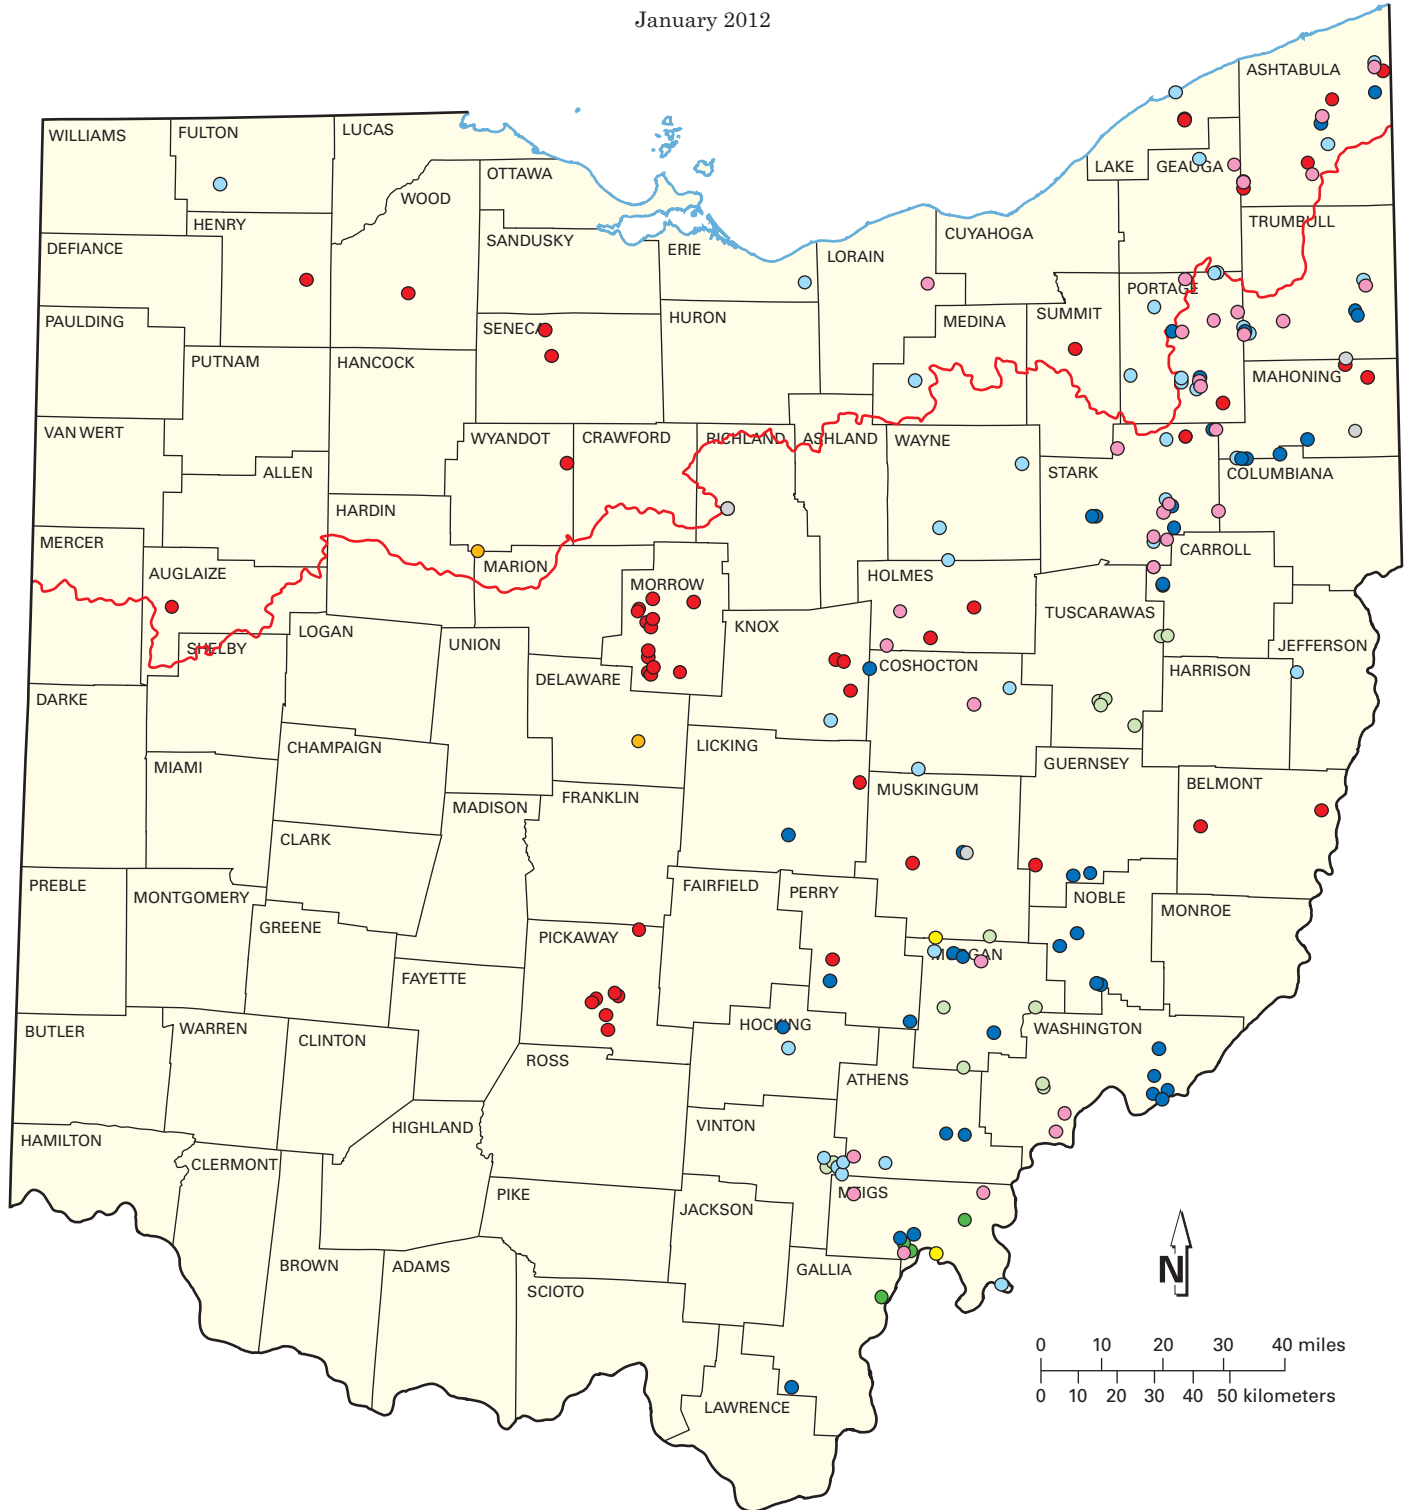 January 2012
ASHTABULA
WILLIAMS
FULTON
LUCAS
LAKE
GEAUGA
OTTAWA
WOOD
HENRY
TRUMBULL
DEFIANCE
SANDUSKY
ERIE
LORAIN
CUYAHOGA
PORTAGE
PAULDING
SENECA
HURON
MEDINA
SUMMIT
PUTNAM
HANCOCK
MAHONING
VAN WERT
WYANDOT
CRAWFORD
RICHLAND
ASHLAND
WAYNE
ALLEN
STARK
COLUMBIANA
HARDIN
MERCER
CARROLL
AUGLAIZE
MARION
HOLMES
MORROW
TUSCARAWAS
LOGAN
KNOX
SHELBY
UNION
JEFFERSON
COSHOCTON
HARRISON
DELAWARE
DARKE
CHAMPAIGN
LICKING
MIAMI
GUERNSEY
BELMONT
MUSKINGUM
FRANKLIN
MADISON
CLARK
PREBLE
MONTGOMERY
FAIRFIELD
PERRY
NOBLE
MONROE
GREENE
PICKAWAY
MORGAN
FAYETTE
BUTLER
WARREN
CLINTON
HOCKING
WASHINGTON
ROSS
ATHENS
HIGHLAND
VINTON
HAMILTON
CLERMONT
PIKE
MEIGS
JACKSON
BROWN
ADAMS
GALLIA
SCIOTO
N
0 10 20 30 40 miles
0 10 20 30 40 50 kilometers
LAWRENCE